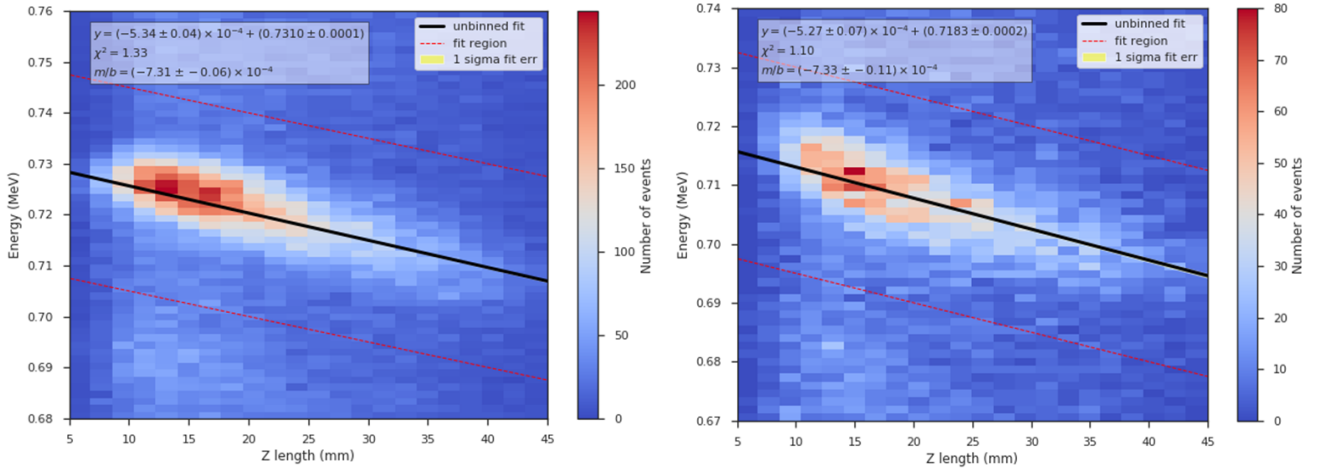 0.76
0.75
0.74
0.73
0.72
0.71
0.70
0.69
0.68
Energy (MeV)
y = (−5.34 ± 0.04) × 10⁻⁴ + (0.7310 ± 0.0001)
χ² = 1.33
m/b = (−7.31 ± −0.06) × 10⁻⁴
unbinned fit
fit region
1 sigma fit err
5 10 15 20 25 30 35 40 45
Z length (mm)
200
150
100
50
0
Number of events
0.74
0.73
0.72
0.71
0.70
0.69
0.68
0.67
Energy (MeV)
y = (−5.27 ± 0.07) × 10⁻⁴ + (0.7183 ± 0.0002)
χ² = 1.10
m/b = (−7.33 ± −0.11) × 10⁻⁴
unbinned fit
fit region
1 sigma fit err
5 10 15 20 25 30 35 40 45
Z length (mm)
80
70
60
50
40
30
20
10
0
Number of events